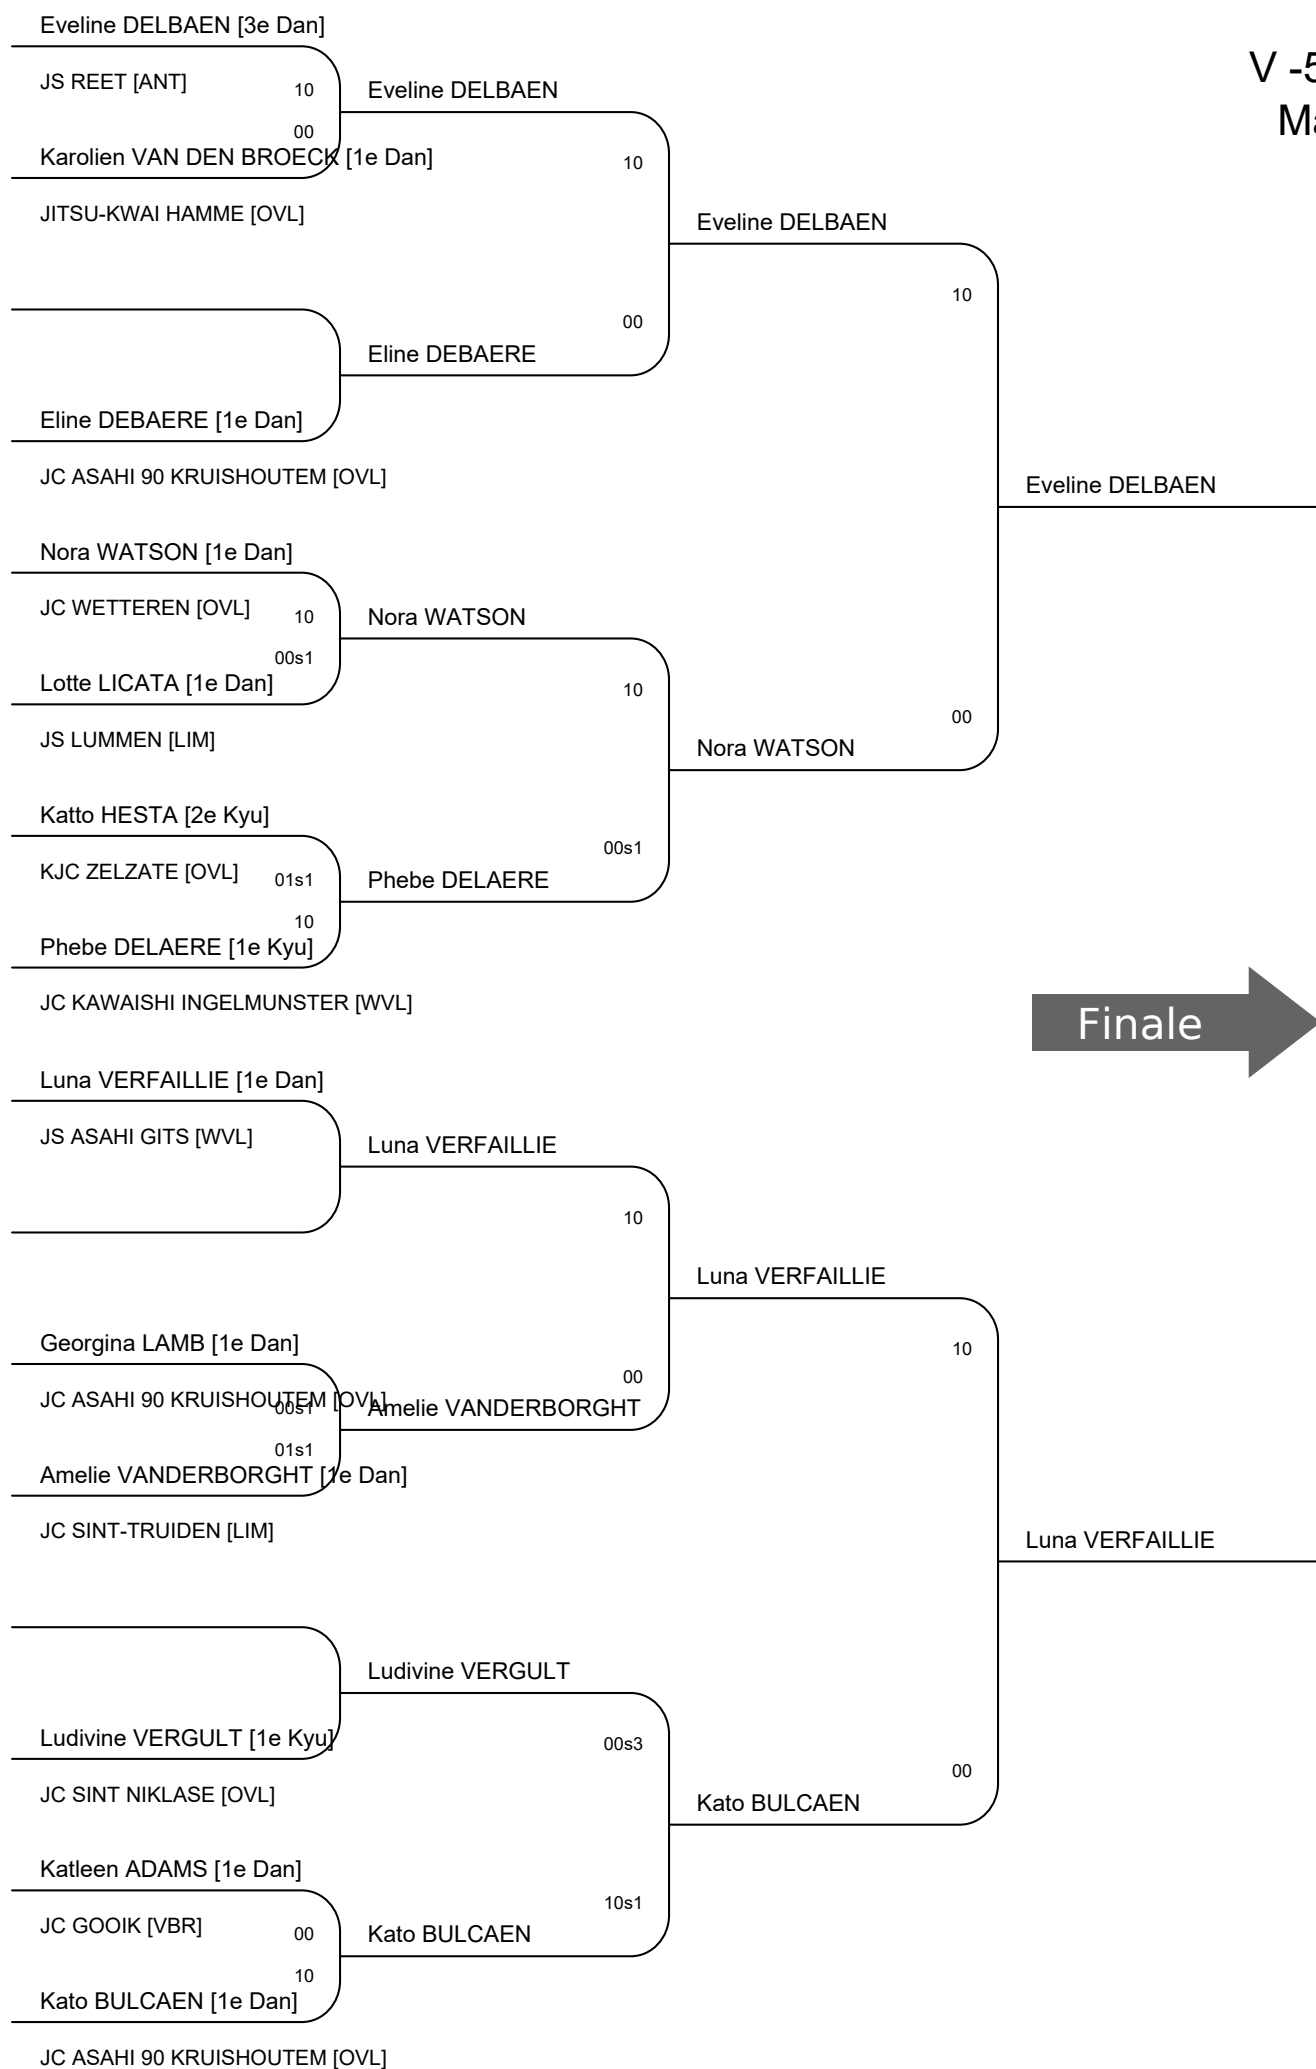 Eveline DELBAEN [3e Dan]
V -5
JS REET [ANT]
10
Eveline DELBAEN
Ma
00
Karolien VAN DEN BROECK [1e Dan]
10
JITSU-KWAI HAMME [OVL]
Eveline DELBAEN
10
00
Eline DEBAERE
Eline DEBAERE [1e Dan]
JC ASAHI 90 KRUISHOUTEM [OVL]
Eveline DELBAEN
Nora WATSON [1e Dan]
JC WETTEREN [OVL]
10
Nora WATSON
00s1
Lotte LICATA [1e Dan]
10
00
JS LUMMEN [LIM]
Nora WATSON
Katto HESTA [2e Kyu]
00s1
KJC ZELZATE [OVL]
01s1
Phebe DELAERE
10
Phebe DELAERE [1e Kyu]
JC KAWAISHI INGELMUNSTER [WVL]
Finale
Luna VERFAILLIE [1e Dan]
JS ASAHI GITS [WVL]
Luna VERFAILLIE
10
Luna VERFAILLIE
Georgina LAMB [1e Dan]
10
00
JC ASAHI 90 KRUISHOUTEM [OVL]
00s1
Amelie VANDERBORGHT
01s1
Amelie VANDERBORGHT [1e Dan]
JC SINT-TRUIDEN [LIM]
Luna VERFAILLIE
Ludivine VERGULT
Ludivine VERGULT [1e Kyu]
00s3
00
JC SINT NIKLASE [OVL]
Kato BULCAEN
Katleen ADAMS [1e Dan]
10s1
JC GOOIK [VBR]
00
Kato BULCAEN
10
Kato BULCAEN [1e Dan]
JC ASAHI 90 KRUISHOUTEM [OVL]